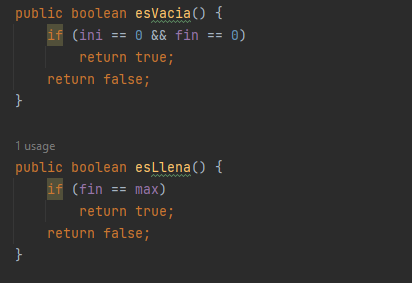 public boolean esVacia() {
    if (ini == 0 && fin == 0)
        return true;
    return false;
}
1 usage
public boolean esLlena() {
    if (fin == max)
        return true;
    return false;
}